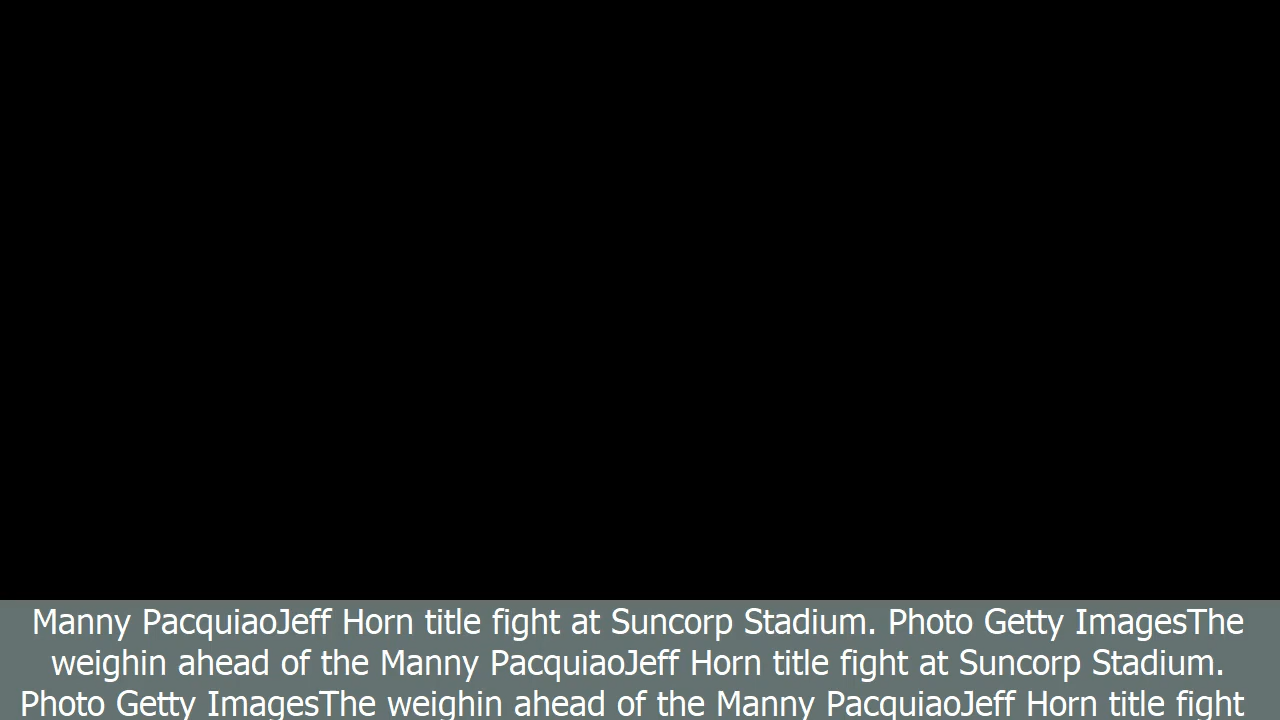 Manny PacquiaoJeff Horn title fight at Suncorp Stadium. Photo Getty ImagesThe
weighin ahead of the Manny PacquiaoJeff Horn title fight at Suncorp Stadium.
Photo Getty ImagesThe weighin ahead of the Manny PacquiaoJeff Horn title fight